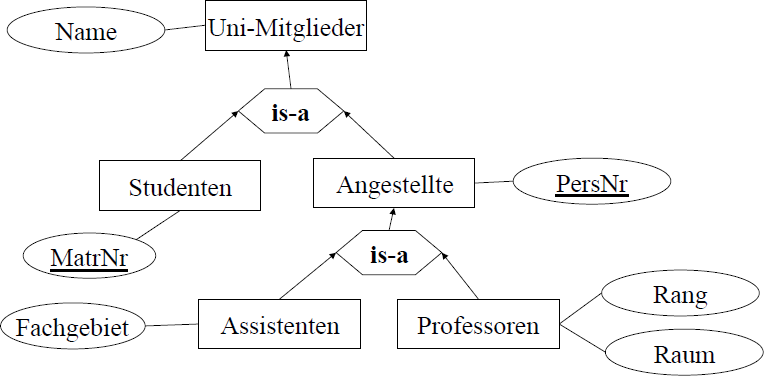 Name
Uni-Mitglieder
is-a
Studenten
Angestellte
PersNr
MatrNr
is-a
Fachgebiet
Assistenten
Professoren
Rang
Raum